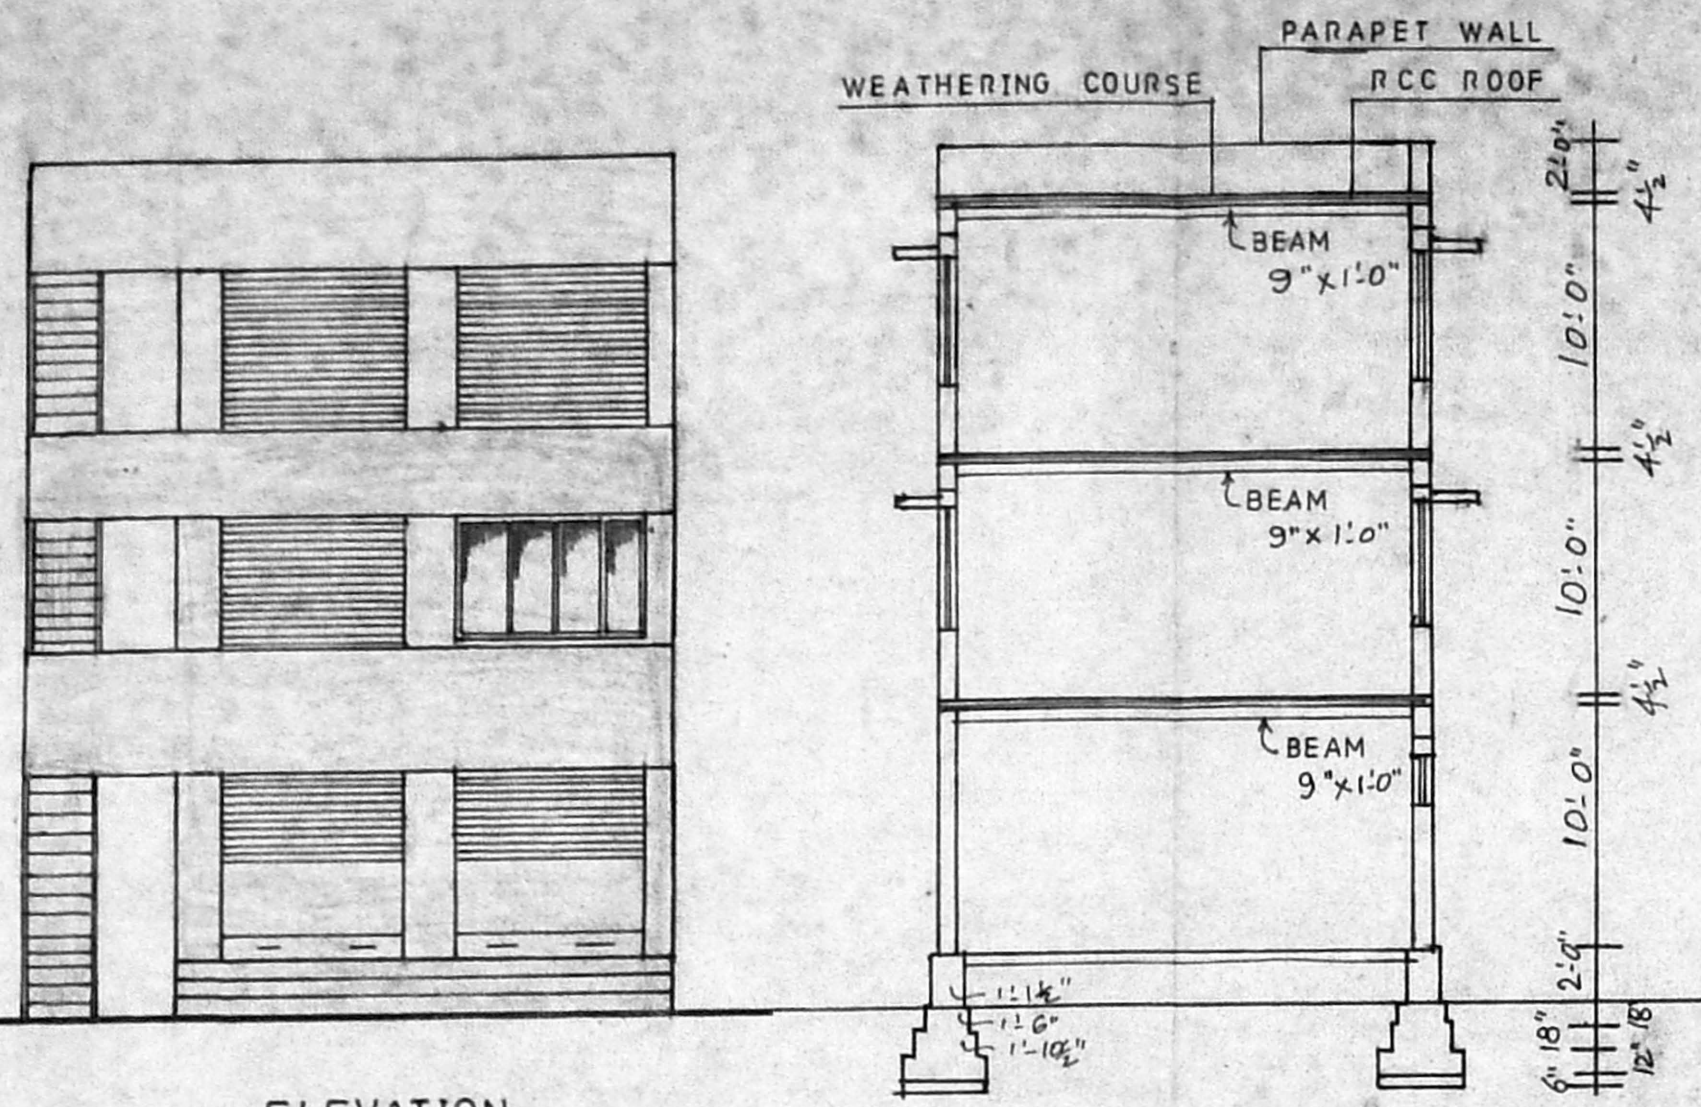 PARAPET WALL
WEATHERING COURSE
RCC ROOF
2'-0"
4½"
BEAM
9"x1'-0"
10'-0"
4½"
BEAM
9"x1'-0"
10'-0"
4½"
BEAM
9"x1'-0"
10'-0"
2'-0"
1'-1½"
1'-6"
1'-10½"
18"
18"
12"
6"
ELEVATION